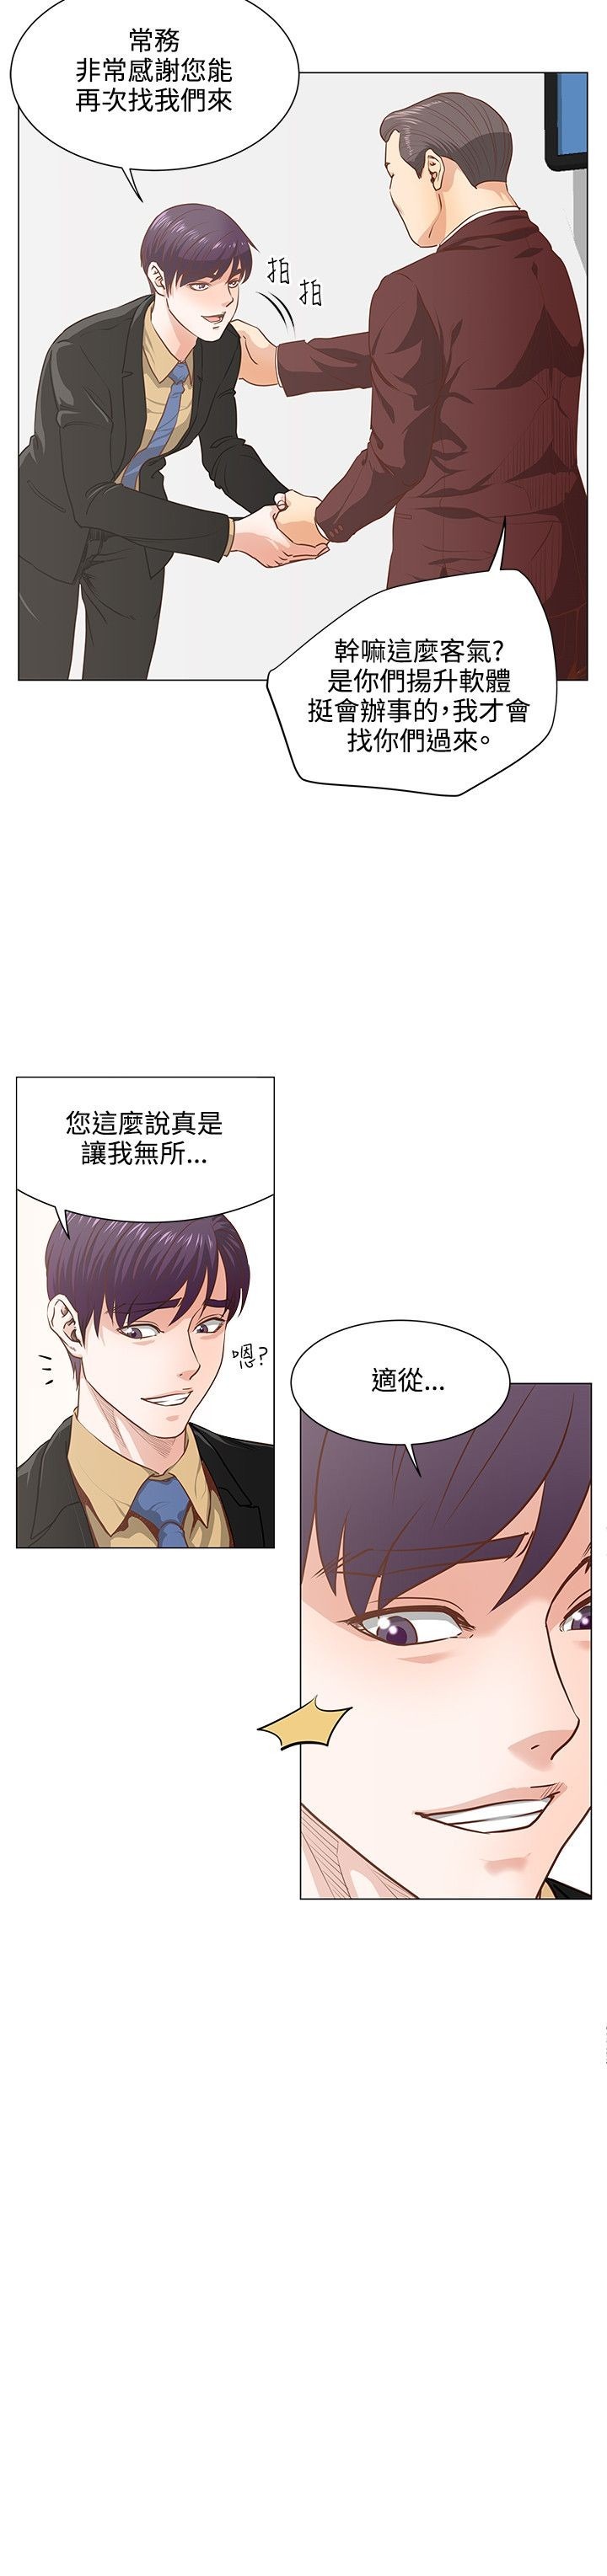 常務
非常感謝您能
再次找我們來
拍
拍
幹嘛這麼客氣?
是你們揚升軟體
挺會辦事的,我才會
找你們過來。
您這麼說真是
讓我無所...
嗯?
適從...